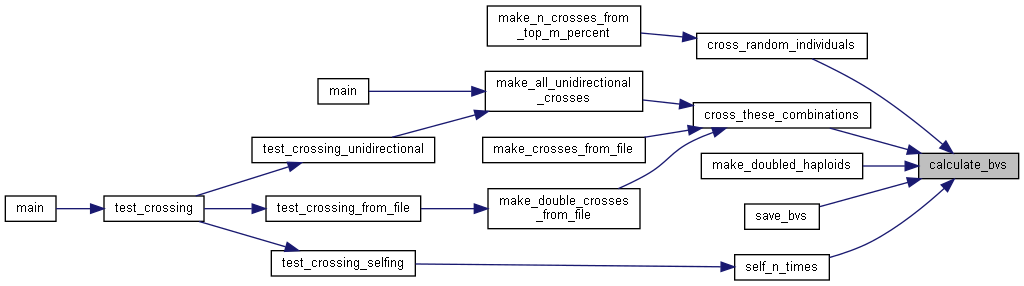 make_n_crosses_from
_top_m_percent
cross_random_individuals
main
make_all_unidirectional
_crosses
cross_these_combinations
test_crossing_unidirectional
make_crosses_from_file
make_doubled_haploids
calculate_bvs
main
test_crossing
test_crossing_from_file
make_double_crosses
_from_file
save_bvs
test_crossing_selfing
self_n_times